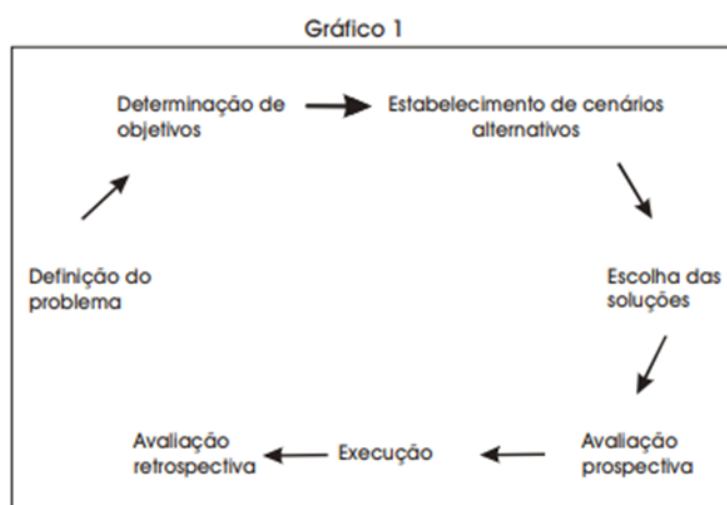 Gráfico 1
Determinação de
objetivos
Estabelecimento de cenários
alternativos
Definição do
problema
Escolha das
soluções
Avaliação
retrospectiva
Execução
Avaliação
prospectiva